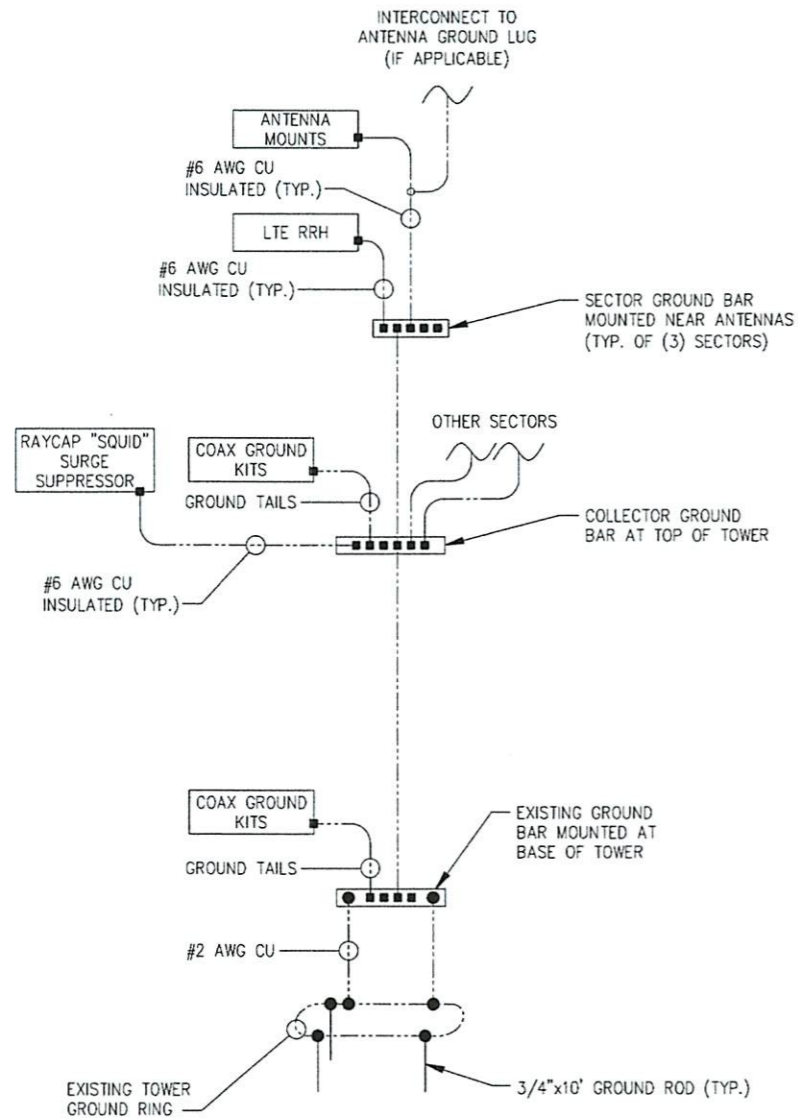 INTERCONNECT TO
ANTENNA GROUND LUG
(IF APPLICABLE)
ANTENNA
MOUNTS
#6 AWG CU
INSULATED (TYP.)
LTE RRH
#6 AWG CU
INSULATED (TYP.)
SECTOR GROUND BAR
MOUNTED NEAR ANTENNAS
(TYP. OF (3) SECTORS)
OTHER SECTORS
RAYCAP "SQUID"
SURGE
SUPPRESSOR
COAX GROUND
KITS
GROUND TAILS
COLLECTOR GROUND
BAR AT TOP OF TOWER
#6 AWG CU
INSULATED (TYP.)
COAX GROUND
KITS
GROUND TAILS
EXISTING GROUND
BAR MOUNTED AT
BASE OF TOWER
#2 AWG CU
EXISTING TOWER
GROUND RING
3/4"x10' GROUND ROD (TYP.)